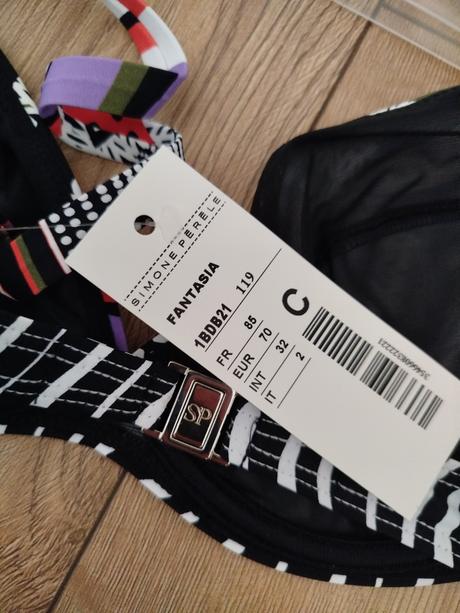 SIMONE PÉRÈLE
FANTASIA
1BDB21 119
FR 85
EUR 70
INT 32
IT 2
C
SP